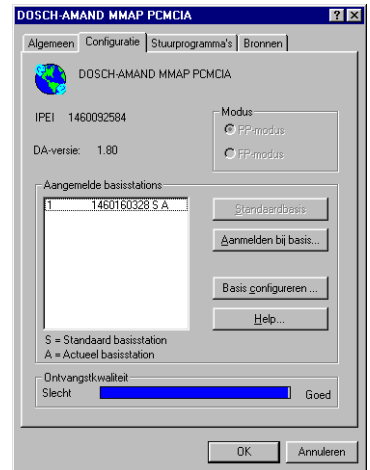 DOSCH-AMAND MMAP PCMCIA
Algemeen Configuratie Stuurprogramma's Bronnen
DOSCH-AMAND MMAP PCMCIA
IPEI 1460092584
DA-versie: 1.80
Modus
PP-modus
FP-modus
Aangemelde basisstations
1 1460160328 S A
Standaardbasis
Aanmelden bij basis...
Basis configureren ...
Help...
S = Standaard basisstation
A = Actueel basisstation
Ontvangstkwaliteit
Slecht Goed
OK Annuleren